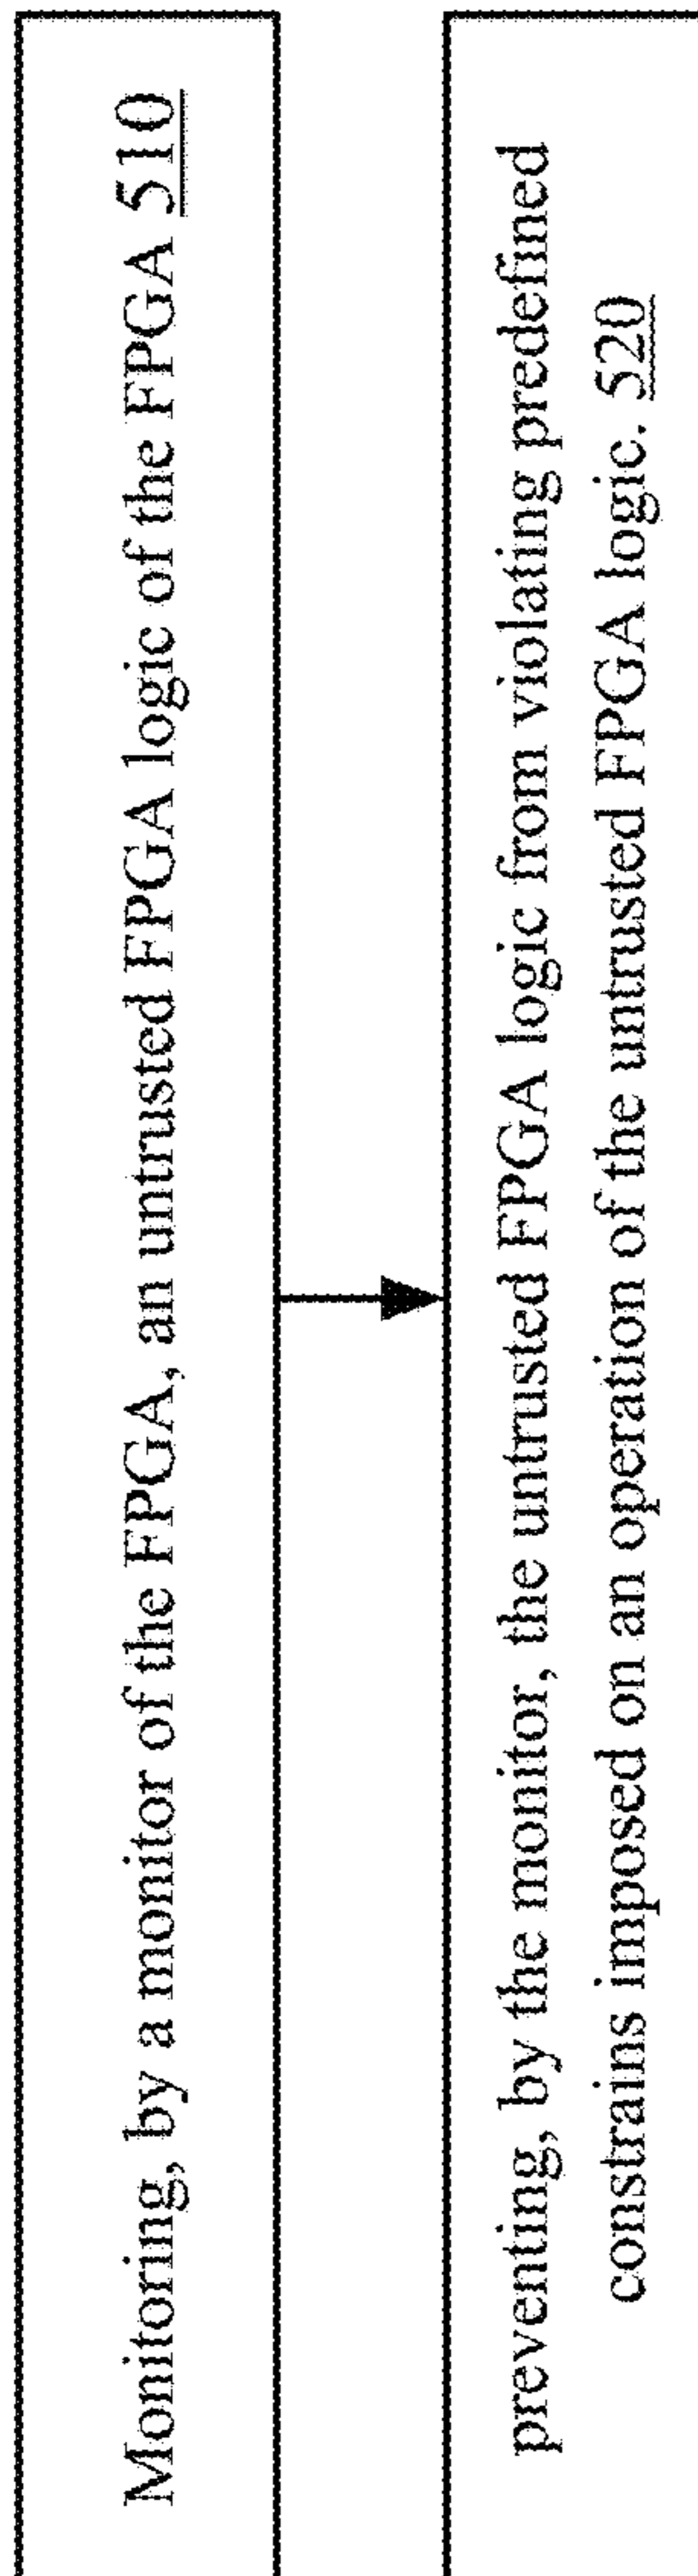 Monitoring, by a monitor of the FPGA, an untrusted FPGA logic of the FPGA 510
preventing, by the monitor, the untrusted FPGA logic from violating predefined
constrains imposed on an operation of the untrusted FPGA logic. 520